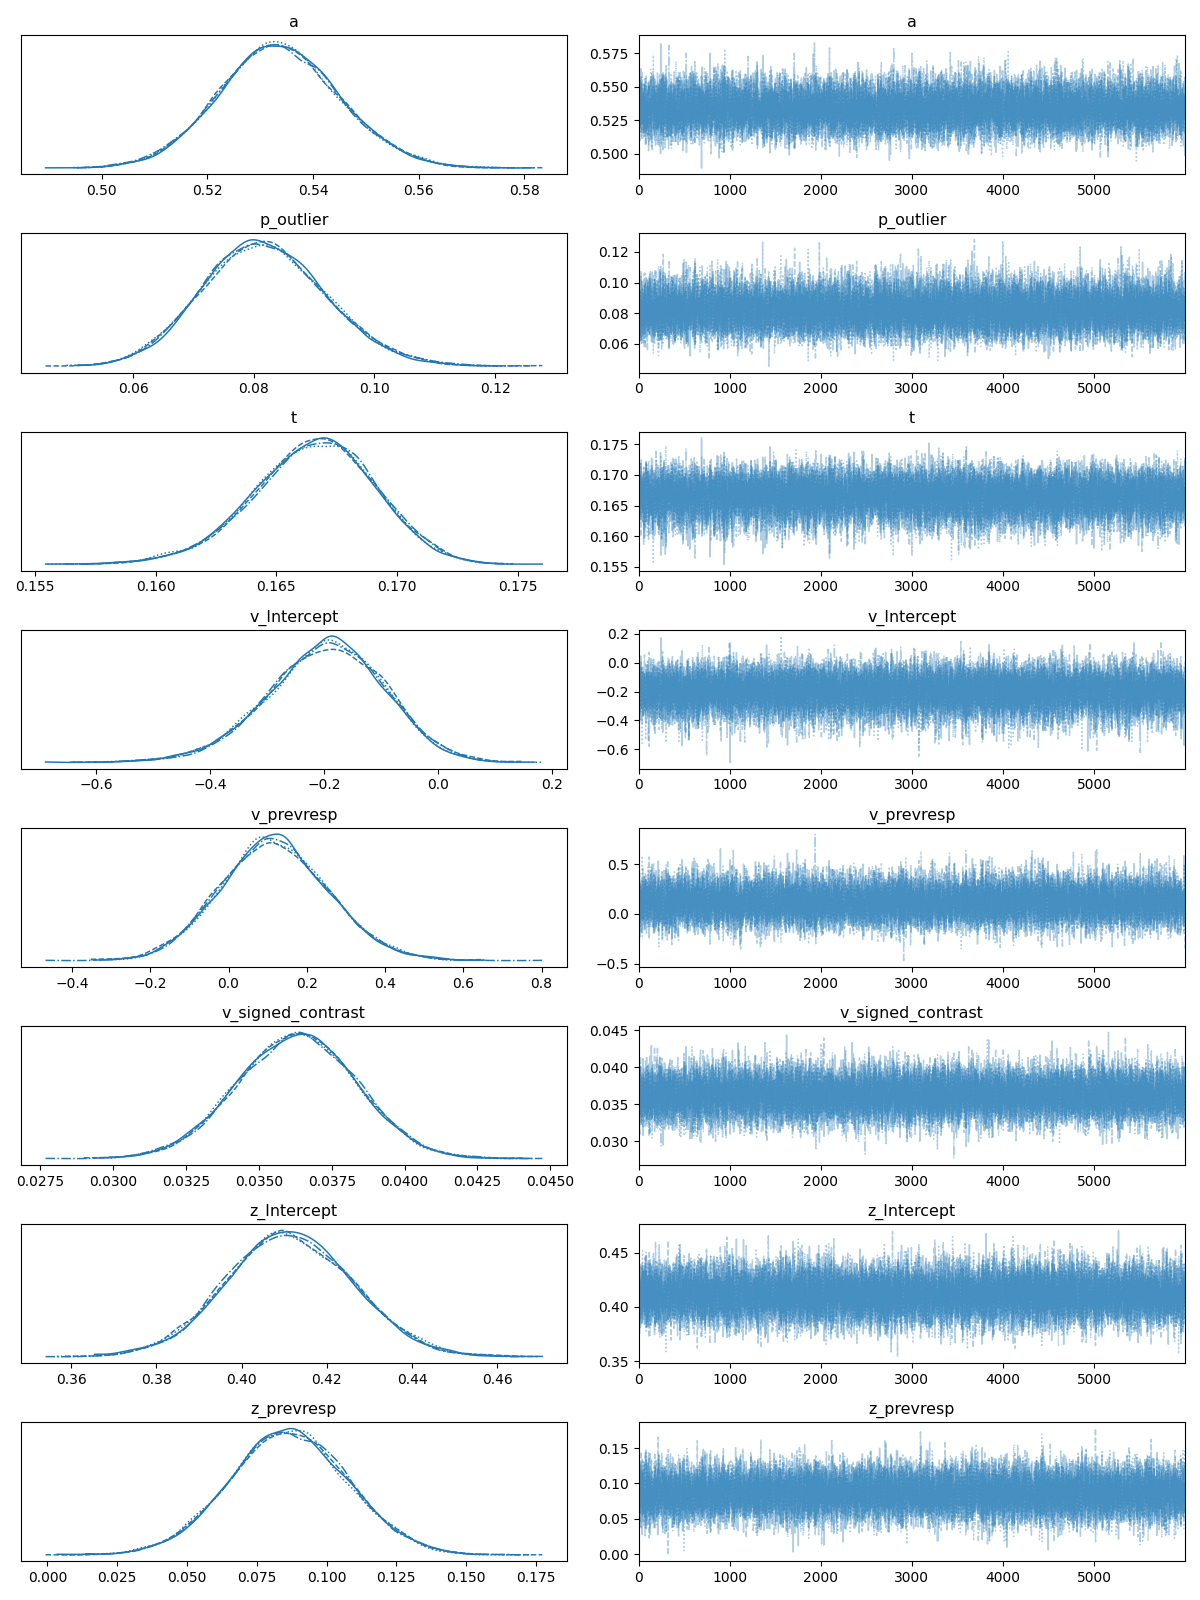 a a
0.575
0.550
0.525
0.500
0.50 0.52 0.54 0.56 0.58 0 1000 2000 3000 4000 5000
p_outlier p_outlier
0.12
0.10
0.08
0.06
0.06 0.08 0.10 0.12 0 1000 2000 3000 4000 5000
t t
0.175
0.170
0.165
0.160
0.155
0.155 0.160 0.165 0.170 0.175 0 1000 2000 3000 4000 5000
v_Intercept v_Intercept
0.2
0.0
−0.2
−0.4
−0.6
−0.6 −0.4 −0.2 0.0 0.2 0 1000 2000 3000 4000 5000
v_prevresp v_prevresp
0.5
0.0
−0.5
−0.4 −0.2 0.0 0.2 0.4 0.6 0.8 0 1000 2000 3000 4000 5000
v_signed_contrast v_signed_contrast
0.045
0.040
0.035
0.030
0.0275 0.0300 0.0325 0.0350 0.0375 0.0400 0.0425 0.0450 0 1000 2000 3000 4000 5000
z_Intercept z_Intercept
0.45
0.40
0.35
0.36 0.38 0.40 0.42 0.44 0.46 0 1000 2000 3000 4000 5000
z_prevresp z_prevresp
0.15
0.10
0.05
0.00
0.000 0.025 0.050 0.075 0.100 0.125 0.150 0.175 0 1000 2000 3000 4000 5000